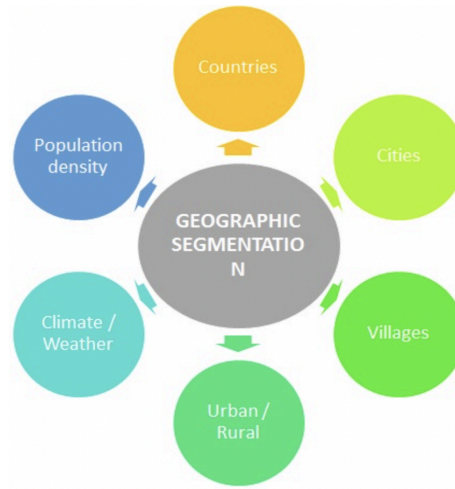 Countries
Population
density
Cities
GEOGRAPHIC
SEGMENTATIO
N
Climate /
Weather
Villages
Urban /
Rural